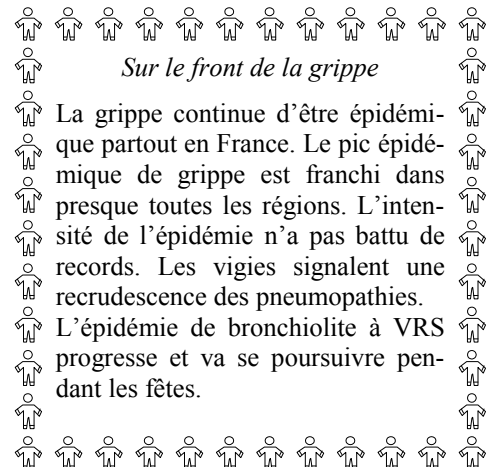 Sur le front de la grippe
La grippe continue d’être épidémi-
que partout en France. Le pic épidé-
mique de grippe est franchi dans
presque toutes les régions. L’inten-
sité de l’épidémie n’a pas battu de
records. Les vigies signalent une
recrudescence des pneumopathies.
L’épidémie de bronchiolite à VRS
progresse et va se poursuivre pen-
dant les fêtes.